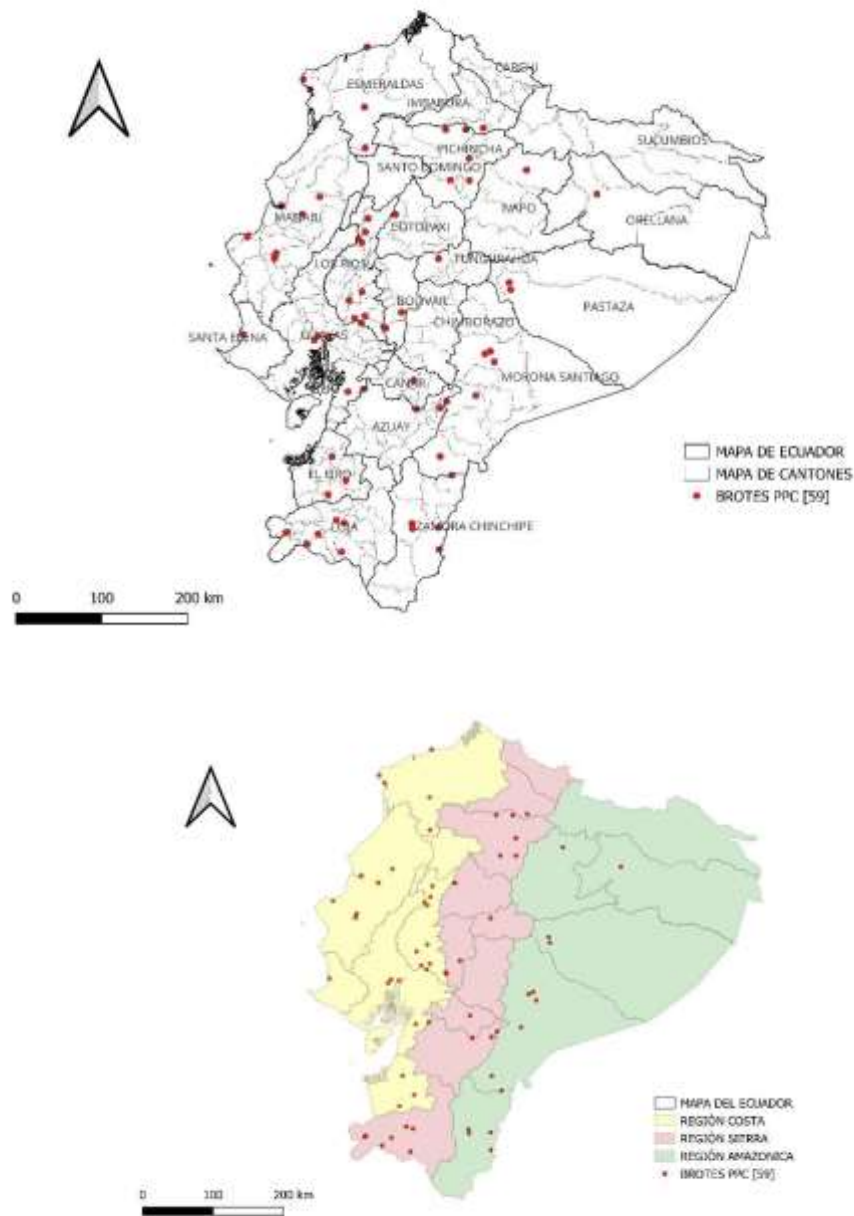 CARCHI
ESMERALDAS
IMBABURA
SUCUMBIOS
PICHINCHA
SANTO DOMINGO
NAPO
ORELLANA
MANABI
COTOPAXI
LOS RIOS
TUNGURAHUA
PASTAZA
BOLIVAR
CHIMBORAZO
SANTA ELENA
GUAYAS
CAÑAR
MORONA SANTIAGO
AZUAY
EL ORO
LOJA
ZAMORA CHINCHIPE
MAPA DE ECUADOR
MAPA DE CANTONES
BROTES PPC [59]
0 100 200 km
MAPA DEL ECUADOR
REGIÓN COSTA
REGIÓN SIERRA
REGIÓN AMAZONICA
BROTES PPC [59]
0 100 200 km